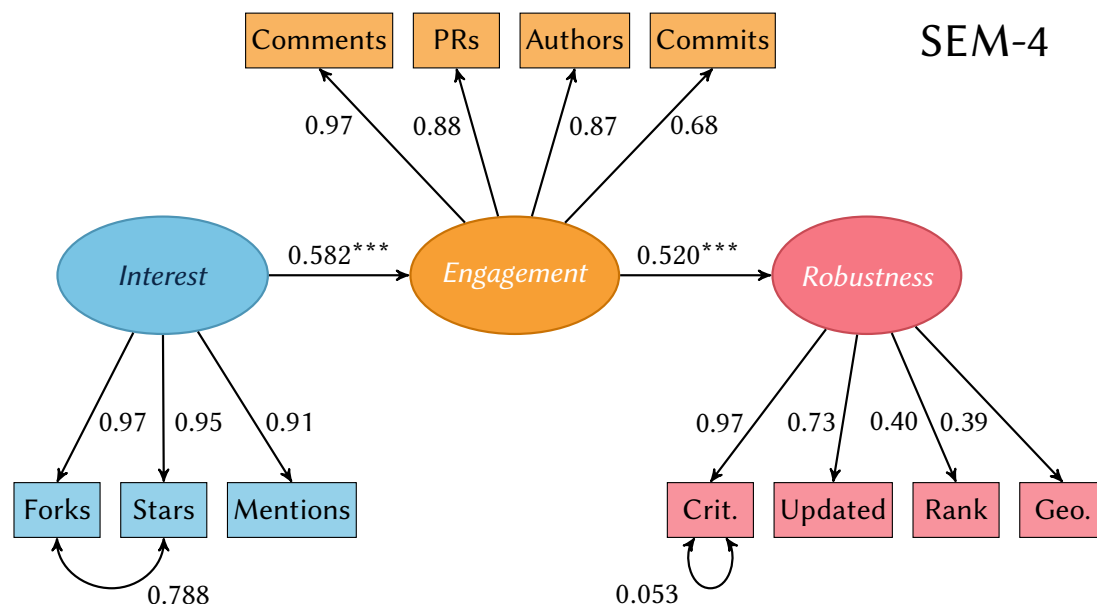 SEM-4
Comments PRs Authors Commits
0.97 0.88 0.87 0.68
Interest 0.582*** Engagement 0.520*** Robustness
0.97 0.95 0.91 0.97 0.73 0.40 0.39
Forks Stars Mentions Crit. Updated Rank Geo.
0.788 0.053